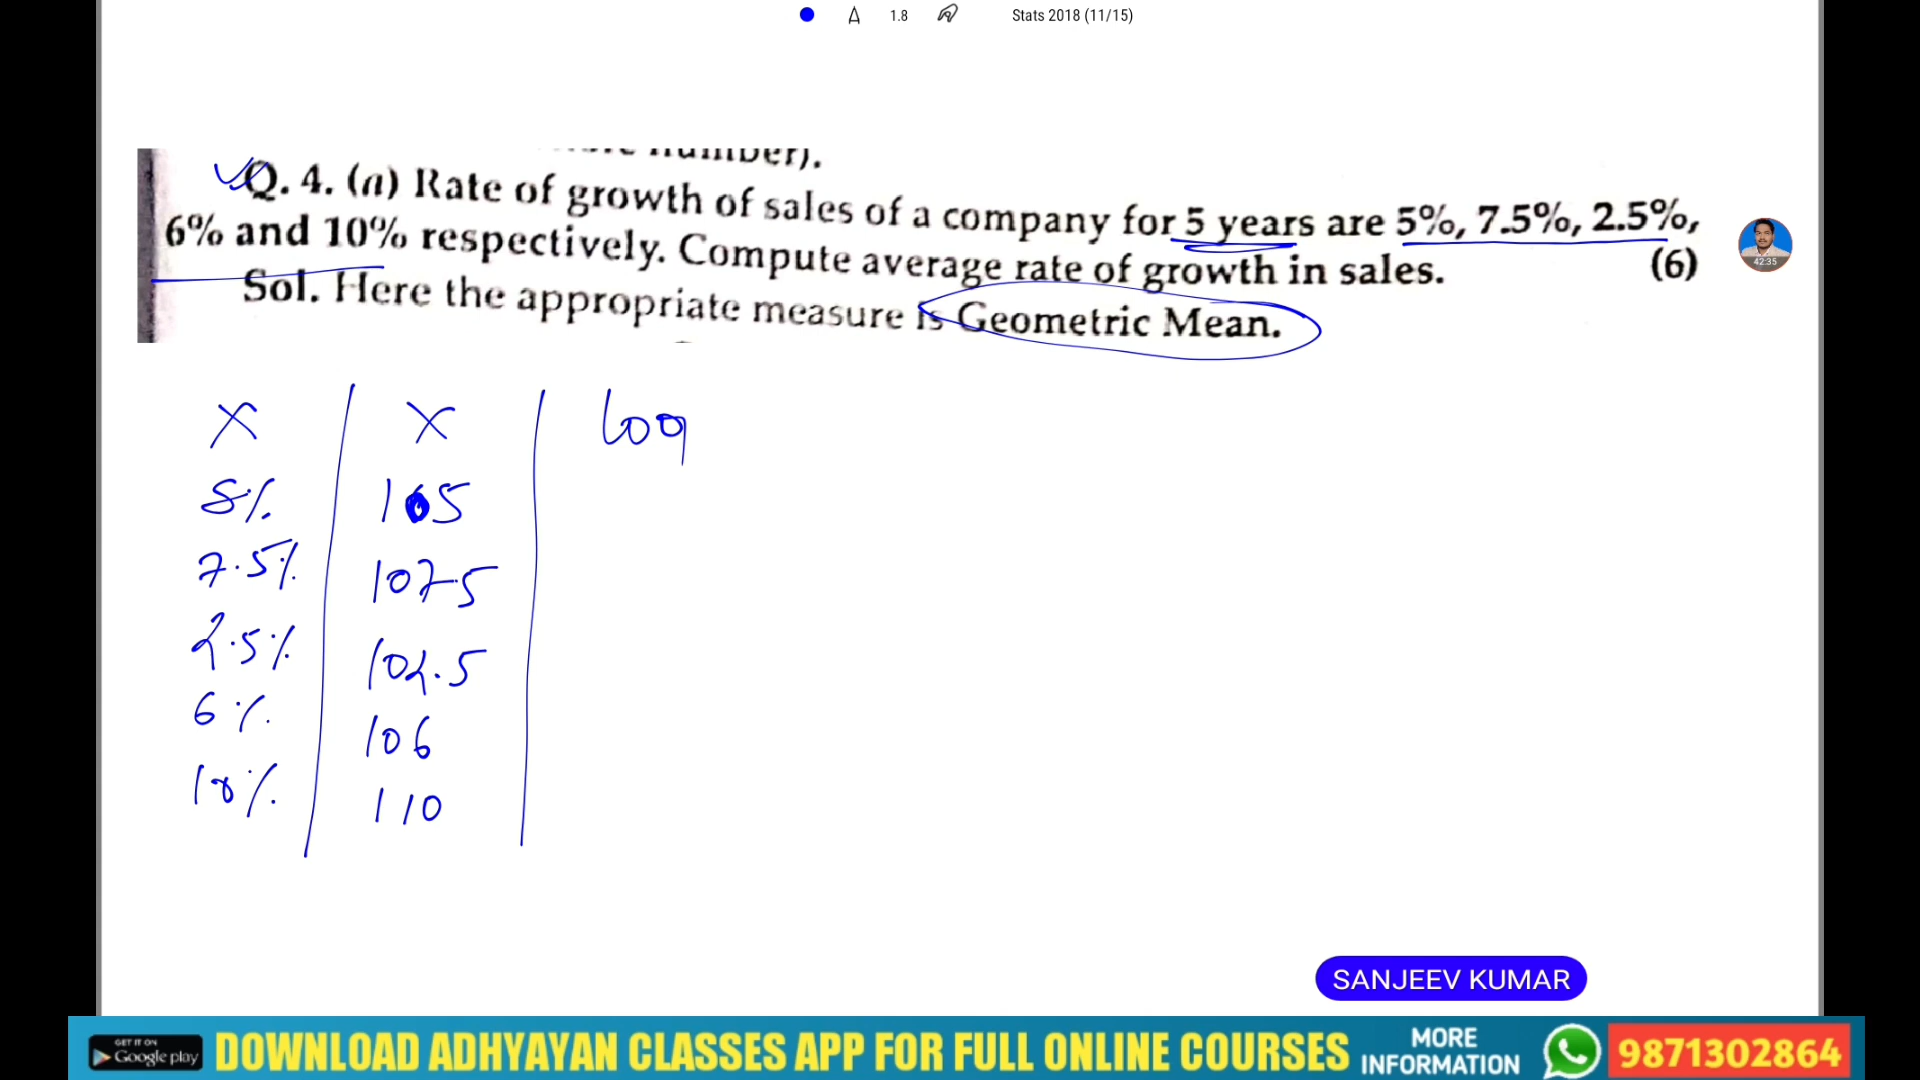 1.8 Stats 2018 (11/15)
number).
Q. 4. (a) Rate of growth of sales of a company for 5 years are 5%, 7.5%, 2.5%,
6% and 10% respectively. Compute average rate of growth in sales. (6)
Sol. Here the appropriate measure is Geometric Mean.
42:35
X X log
5% 105
7.5% 107.5
2.5% 102.5
6% 106
10% 110
SANJEEV KUMAR
GET IT ON
Google play
DOWNLOAD ADHYAYAN CLASSES APP FOR FULL ONLINE COURSES
MORE
INFORMATION
9871302864